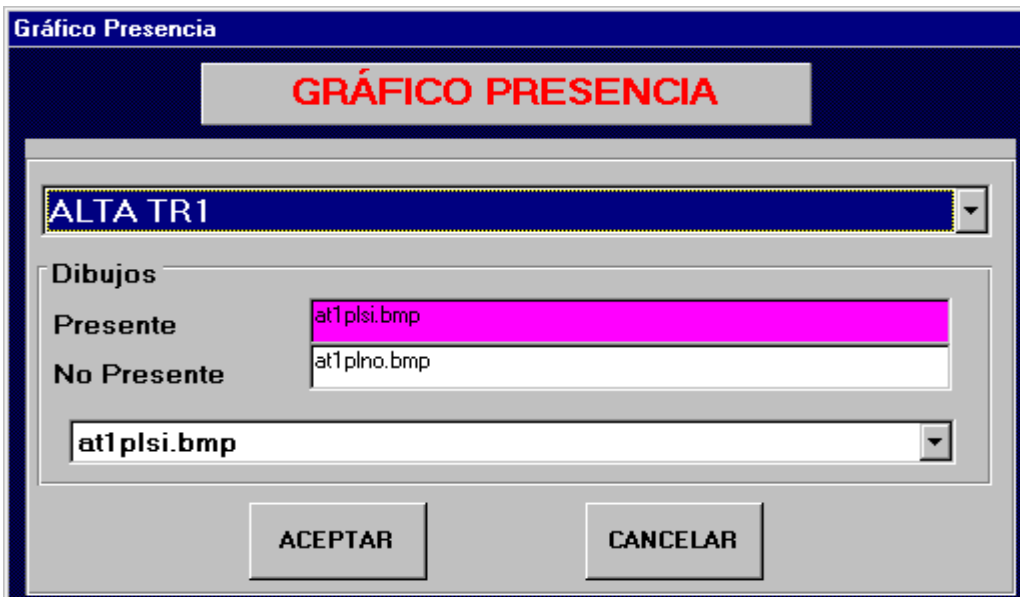 Gráfico Presencia
GRÁFICO PRESENCIA
ALTA TR1
Dibujos
Presente at1plsi.bmp
No Presente at1plno.bmp
at1plsi.bmp
ACEPTAR CANCELAR